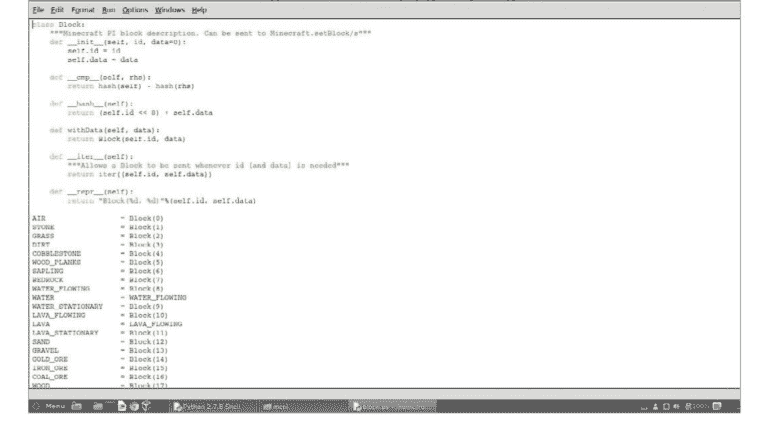 File Edit Format Run Options Windows Help
class Block:
"""Minecraft PI block description. Can be sent to Minecraft.setBlock/s"""
def __init__(self, id, data=0):
self.id = id
self.data = data
def __cmp__(self, rhs):
return hash(self) - hash(rhs)
def __hash__(self):
return (self.id << 8) + self.data
def withData(self, data):
return Block(self.id, data)
def __iter__(self):
"""Allows a Block to be sent whenever id [and data] is needed"""
return iter((self.id, self.data))
def __repr__(self):
return "Block(%d, %d)"%(self.id, self.data)
AIR = Block(0)
STONE = Block(1)
GRASS = Block(2)
DIRT = Block(3)
COBBLESTONE = Block(4)
WOOD_PLANKS = Block(5)
SAPLING = Block(6)
BEDROCK = Block(7)
WATER_FLOWING = Block(8)
WATER = WATER_FLOWING
WATER_STATIONARY = Block(9)
LAVA_FLOWING = Block(10)
LAVA = LAVA_FLOWING
LAVA_STATIONARY = Block(11)
SAND = Block(12)
GRAVEL = Block(13)
GOLD_ORE = Block(14)
IRON_ORE = Block(15)
COAL_ORE = Block(16)
WOOD = Block(17)
Menu Python 2.7.8 Shell mcpi 100%